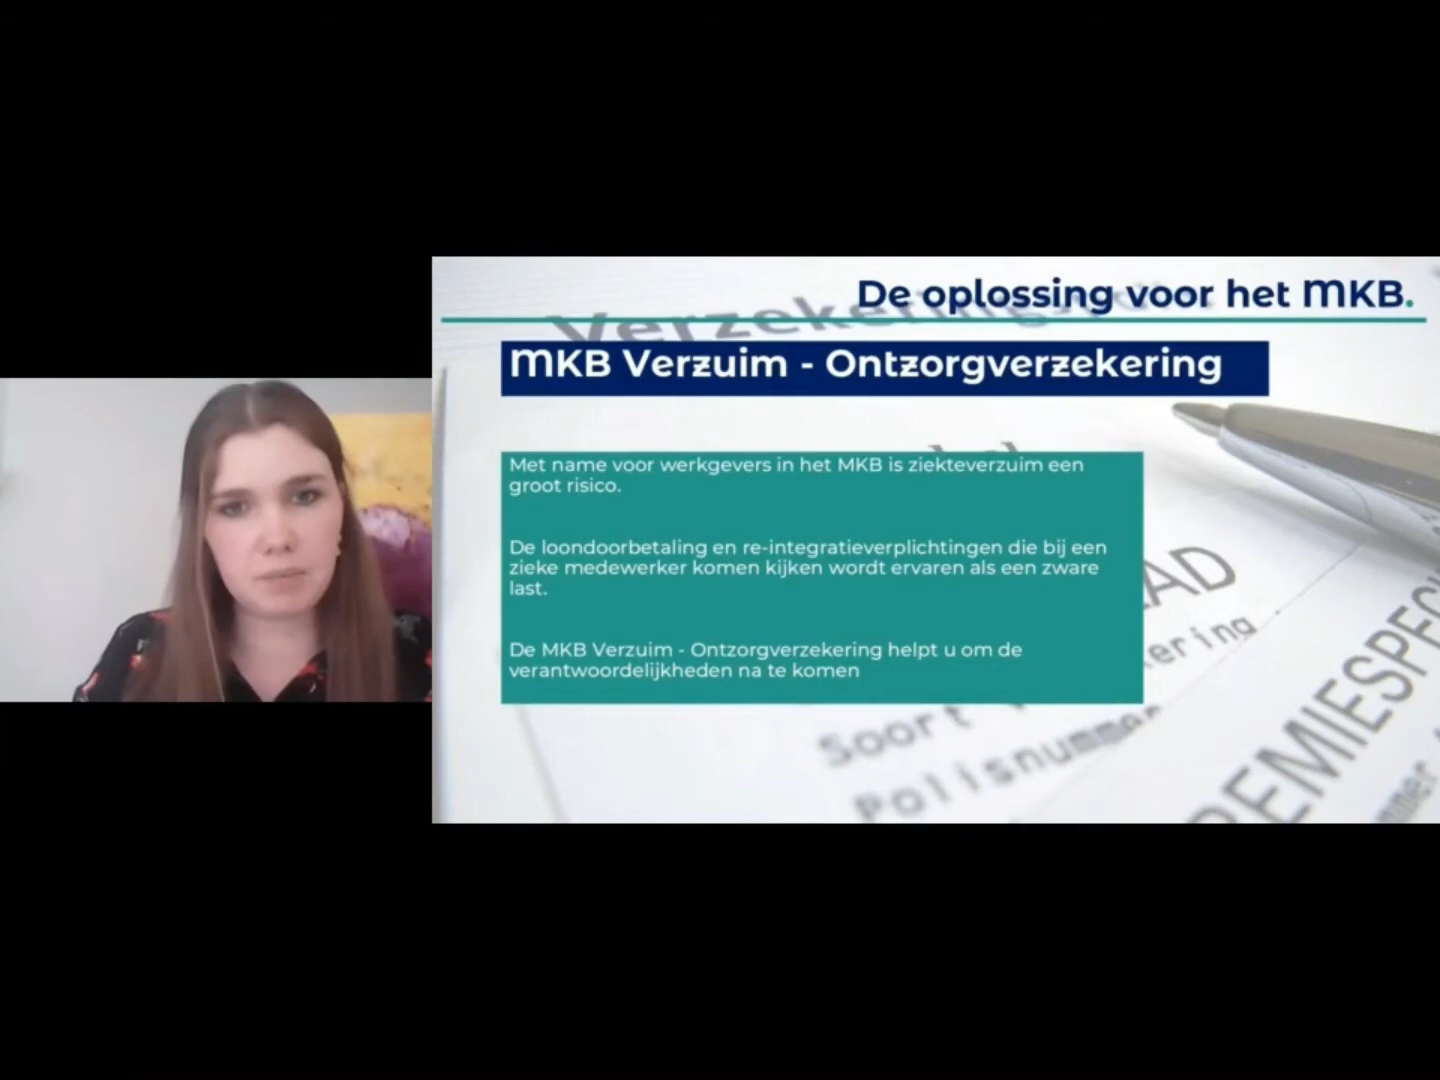 De oplossing voor het MKB.
MKB Verzuim - Ontzorgverzekering
Met name voor werkgevers in het MKB is ziekteverzuim een
groot risico.
De loondoorbetaling en re-integratieverplichtingen die bij een
zieke medewerker komen kijken wordt ervaren als een zware
last.
De MKB Verzuim - Ontzorgverzekering helpt u om de
verantwoordelijkheden na te komen
Soort
Polisnummer